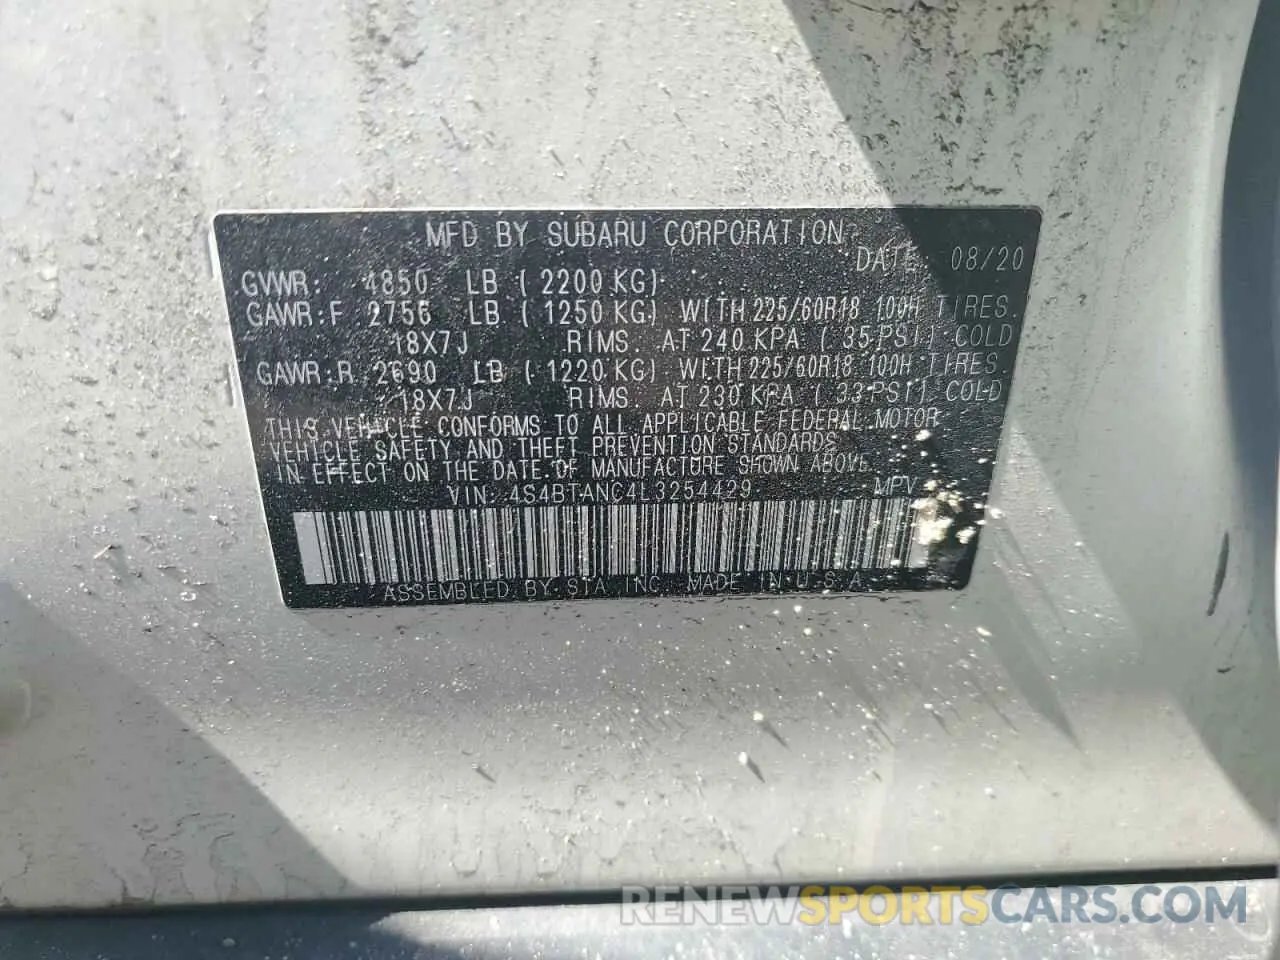 MFD BY SUBARU CORPORATION
DATE 08/20
GVWR: 4850 LB ( 2200 KG)
GAWR:F 2756 LB ( 1250 KG) WITH 225/60R18 100H TIRES.
18X7J RIMS. AT 240 KPA ( 35 PSI) COLD
GAWR:R 2690 LB ( 1220 KG) WITH 225/60R18 100H TIRES.
18X7J RIMS. AT 230 KPA ( 33 PSI) COLD
THIS VEHICLE CONFORMS TO ALL APPLICABLE FEDERAL MOTOR
VEHICLE SAFETY AND THEFT PREVENTION STANDARDS
IN EFFECT ON THE DATE OF MANUFACTURE SHOWN ABOVE.
VIN: 4S4BTANC4L3254429 MPV
ASSEMBLED BY STA INC. MADE IN U.S.A.
RENEWSPORTSCARS.COM